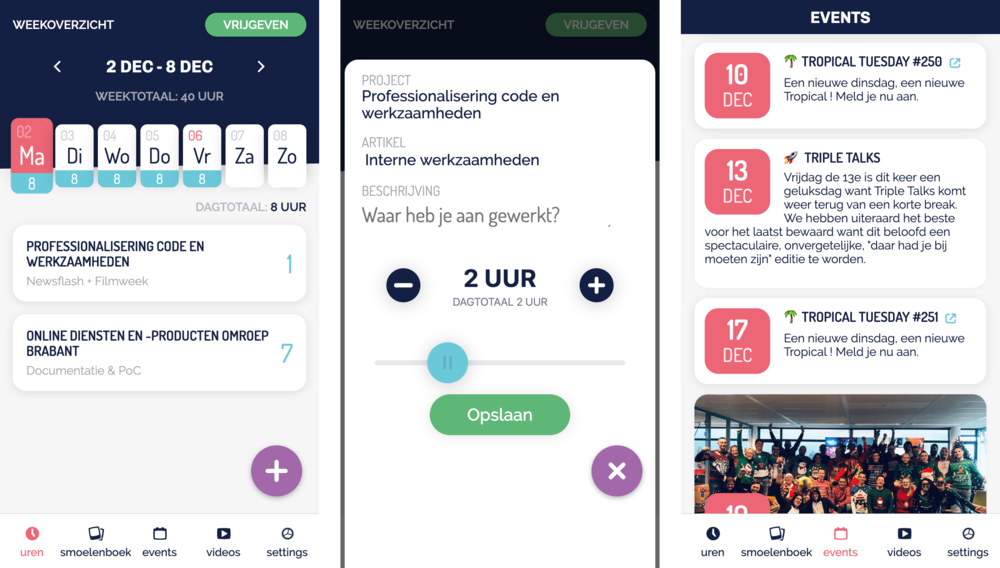 WEEKOVERZICHT
VRIJGEVEN
2 DEC - 8 DEC
WEEKTOTAAL: 40 UUR
02 03 04 05 06 07 08
Ma Di Wo Do Vr Za Zo
8 8 8 8 8
DAGTOTAAL: 8 UUR
PROFESSIONALISERING CODE EN
WERKZAAMHEDEN
1
Newsflash + Filmweek
ONLINE DIENSTEN EN -PRODUCTEN OMROEP
BRABANT
7
Documentatie & PoC
uren smoelenboek events videos settings
WEEKOVERZICHT
VRIJGEVEN
PROJECT
Professionalisering code en
werkzaamheden
ARTIKEL
Interne werkzaamheden
BESCHRIJVING
Waar heb je aan gewerkt?
2 UUR
DAGTOTAAL 2 UUR
Opslaan
EVENTS
10
DEC
🌴 TROPICAL TUESDAY #250
Een nieuwe dinsdag, een nieuwe
Tropical ! Meld je nu aan.
13
DEC
🚀 TRIPLE TALKS
Vrijdag de 13e is dit keer een
geluksdag want Triple Talks komt
weer terug van een korte break.
We hebben uiteraard het beste
voor het laatst bewaard want dit beloofd een
spectaculaire, onvergetelijke, "daar had je bij
moeten zijn" editie te worden.
17
DEC
🌴 TROPICAL TUESDAY #251
Een nieuwe dinsdag, een nieuwe
Tropical ! Meld je nu aan.
uren smoelenboek events videos settings